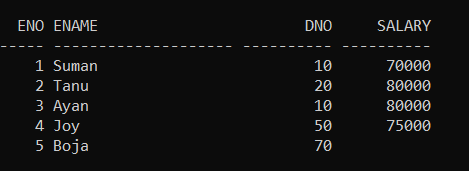 ENO ENAME DNO SALARY
----- -------------------- ---------- ----------
1 Suman 10 70000
2 Tanu 20 80000
3 Ayan 10 80000
4 Joy 50 75000
5 Boja 70